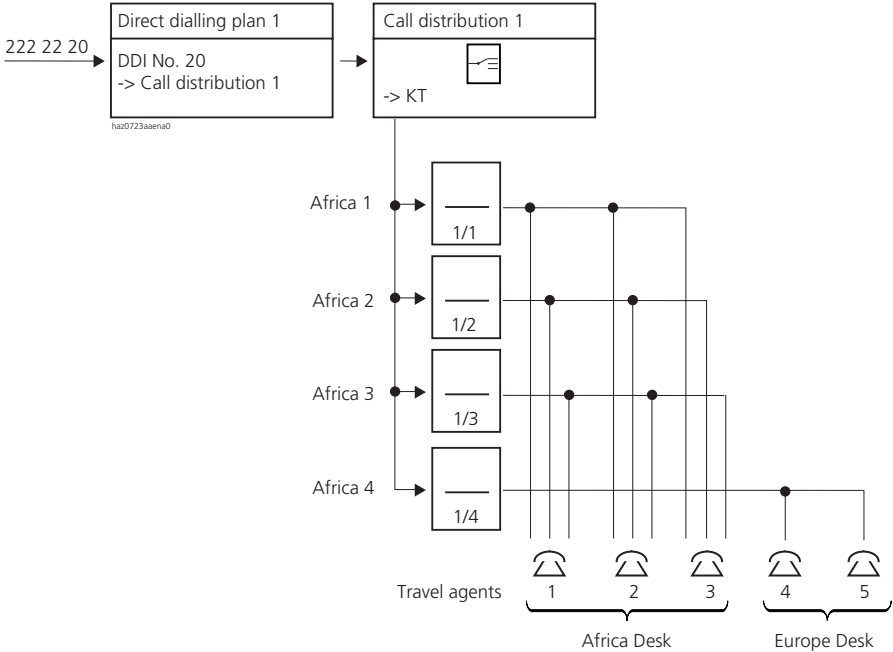 Direct dialling plan 1
Call distribution 1
222 22 20
DDI No. 20
-> Call distribution 1
-> KT
haz0723aaena0
Africa 1
1/1
Africa 2
1/2
Africa 3
1/3
Africa 4
1/4
Travel agents 1 2 3 4 5
Africa Desk
Europe Desk